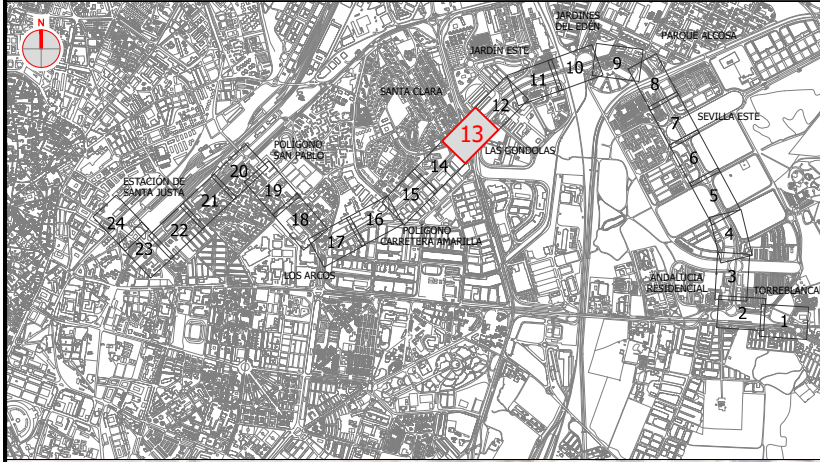 N
JARDINES
DEL EDÉN
PARQUE ALCOSA
JARDÍN ESTE
SANTA CLARA
SEVILLA ESTE
LAS GÓNDOLAS
POLÍGONO
SAN PABLO
ESTACIÓN DE
SANTA JUSTA
POLÍGONO
CARRETERA AMARILLA
LOS ARCOS
ANDALUCÍA
RESIDENCIAL
TORREBLANCA
1
2
3
4
5
6
7
8
9
10
11
12
13
14
15
16
17
18
19
20
21
22
23
24